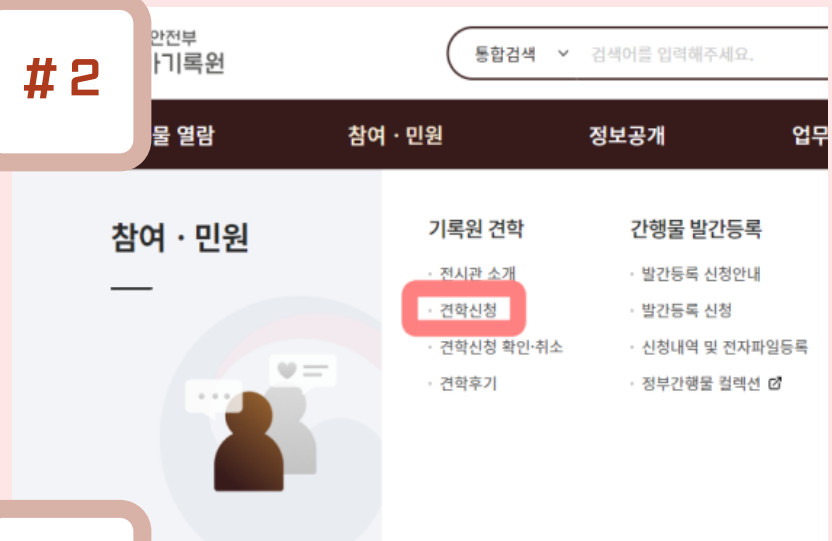 #2
안전부
기록원
통합검색
검색어를 입력해주세요.
물 열람
참여 · 민원
정보공개
업무
참여 · 민원
기록원 견학
· 전시관 소개
· 견학신청
· 견학신청 확인·취소
· 견학후기
간행물 발간등록
· 발간등록 신청안내
· 발간등록 신청
· 신청내역 및 전자파일등록
· 정부간행물 컬렉션